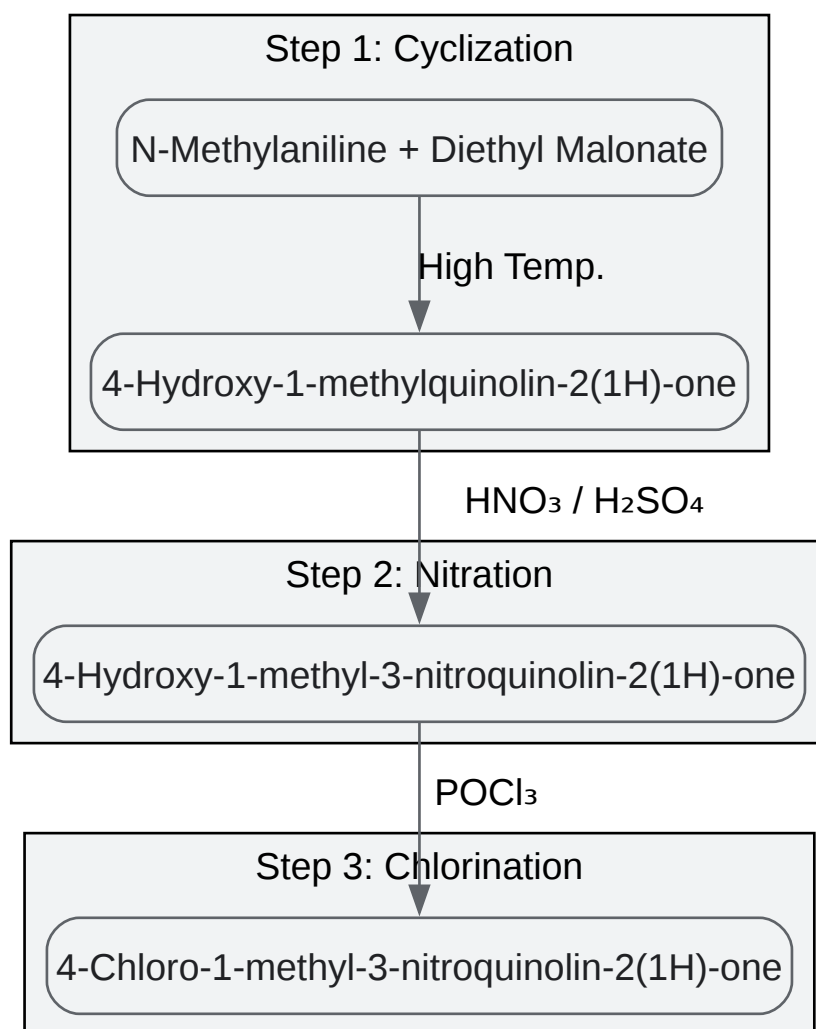 Step 1: Cyclization
N-Methylaniline + Diethyl Malonate
High Temp.
4-Hydroxy-1-methylquinolin-2(1H)-one
HNO₃ / H₂SO₄
Step 2: Nitration
4-Hydroxy-1-methyl-3-nitroquinolin-2(1H)-one
POCl₃
Step 3: Chlorination
4-Chloro-1-methyl-3-nitroquinolin-2(1H)-one